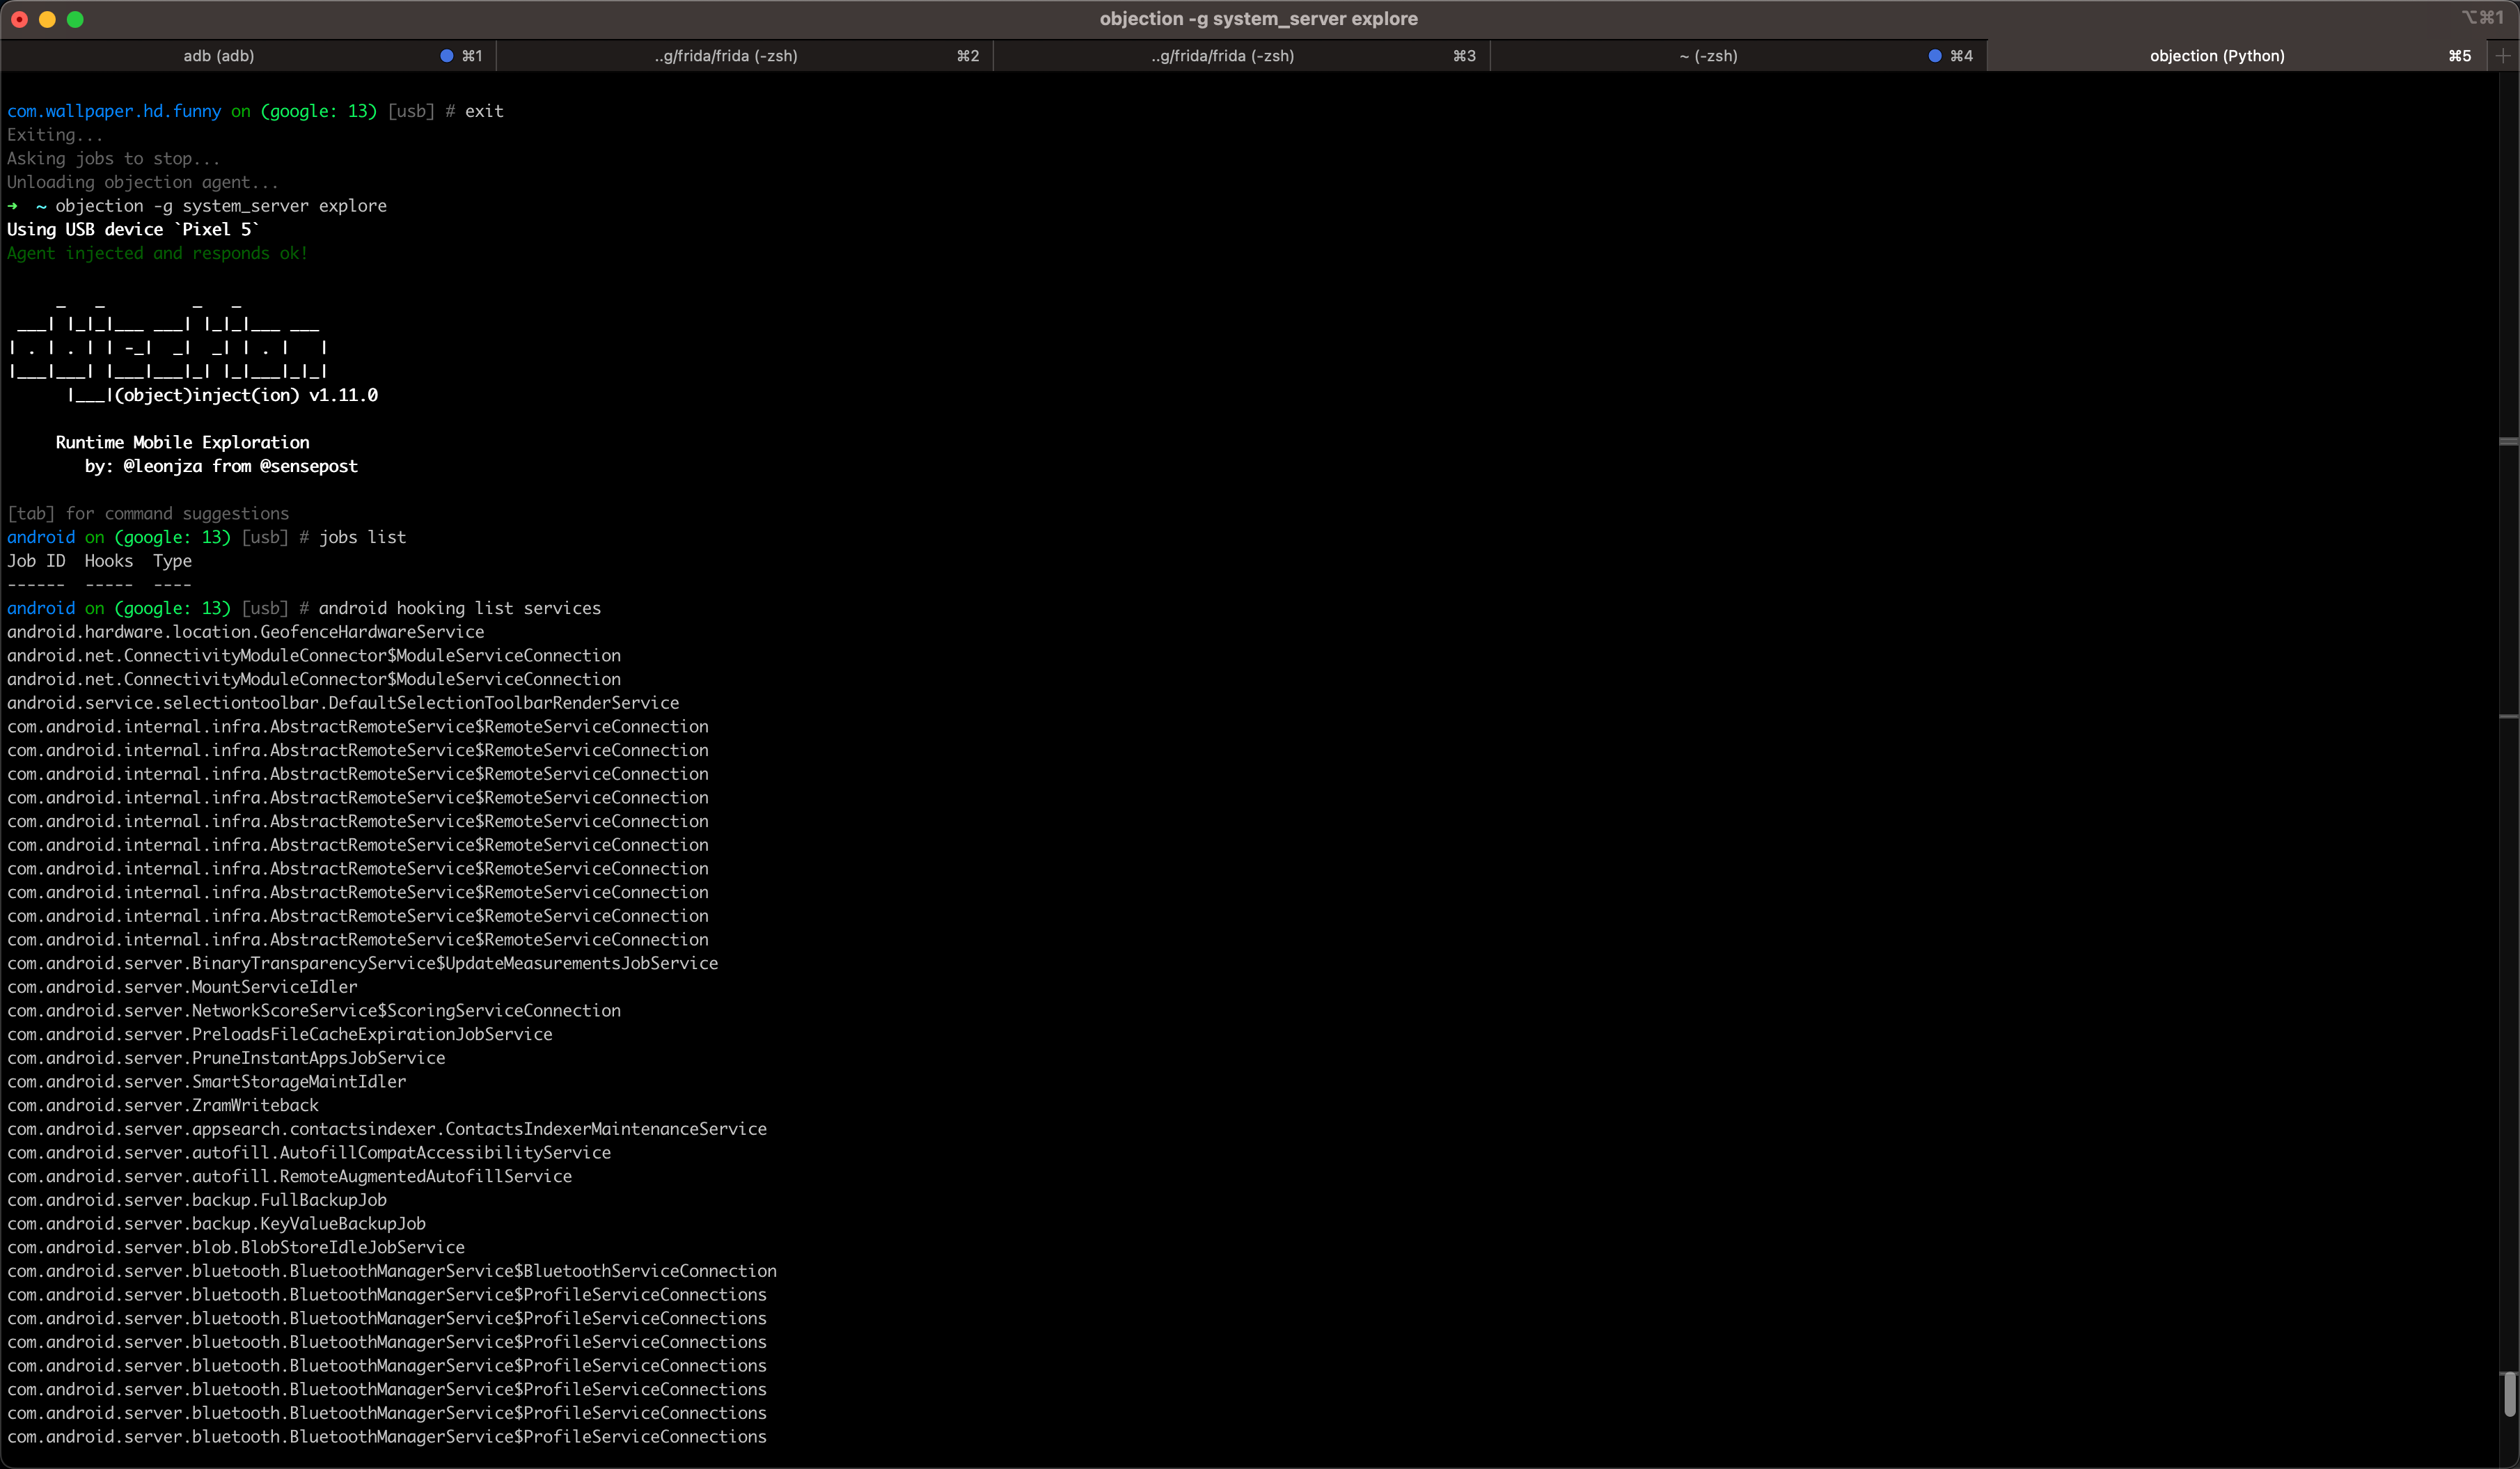 objection -g system_server explore
⌥⌘1
adb (adb) ⌘1
..g/frida/frida (-zsh) ⌘2
..g/frida/frida (-zsh) ⌘3
~ (-zsh) ⌘4
objection (Python) ⌘5
com.wallpaper.hd.funny on (google: 13) [usb] # exit
Exiting...
Asking jobs to stop...
Unloading objection agent...
→ ~ objection -g system_server explore
Using USB device `Pixel 5`
Agent injected and responds ok!
     _   _         _   _
 ___| |_|_|___ ___| |_|_|___ ___
| . | . | | -_|  _|  _| | . |   |
|___|___| |___|___|_| |_|___|_|_|
      |___|(object)inject(ion) v1.11.0
Runtime Mobile Exploration
by: @leonjza from @sensepost
[tab] for command suggestions
android on (google: 13) [usb] # jobs list
Job ID  Hooks  Type
------  -----  ----
android on (google: 13) [usb] # android hooking list services
android.hardware.location.GeofenceHardwareService
android.net.ConnectivityModuleConnector$ModuleServiceConnection
android.net.ConnectivityModuleConnector$ModuleServiceConnection
android.service.selectiontoolbar.DefaultSelectionToolbarRenderService
com.android.internal.infra.AbstractRemoteService$RemoteServiceConnection
com.android.internal.infra.AbstractRemoteService$RemoteServiceConnection
com.android.internal.infra.AbstractRemoteService$RemoteServiceConnection
com.android.internal.infra.AbstractRemoteService$RemoteServiceConnection
com.android.internal.infra.AbstractRemoteService$RemoteServiceConnection
com.android.internal.infra.AbstractRemoteService$RemoteServiceConnection
com.android.internal.infra.AbstractRemoteService$RemoteServiceConnection
com.android.internal.infra.AbstractRemoteService$RemoteServiceConnection
com.android.internal.infra.AbstractRemoteService$RemoteServiceConnection
com.android.internal.infra.AbstractRemoteService$RemoteServiceConnection
com.android.server.BinaryTransparencyService$UpdateMeasurementsJobService
com.android.server.MountServiceIdler
com.android.server.NetworkScoreService$ScoringServiceConnection
com.android.server.PreloadsFileCacheExpirationJobService
com.android.server.PruneInstantAppsJobService
com.android.server.SmartStorageMaintIdler
com.android.server.ZramWriteback
com.android.server.appsearch.contactsindexer.ContactsIndexerMaintenanceService
com.android.server.autofill.AutofillCompatAccessibilityService
com.android.server.autofill.RemoteAugmentedAutofillService
com.android.server.backup.FullBackupJob
com.android.server.backup.KeyValueBackupJob
com.android.server.blob.BlobStoreIdleJobService
com.android.server.bluetooth.BluetoothManagerService$BluetoothServiceConnection
com.android.server.bluetooth.BluetoothManagerService$ProfileServiceConnections
com.android.server.bluetooth.BluetoothManagerService$ProfileServiceConnections
com.android.server.bluetooth.BluetoothManagerService$ProfileServiceConnections
com.android.server.bluetooth.BluetoothManagerService$ProfileServiceConnections
com.android.server.bluetooth.BluetoothManagerService$ProfileServiceConnections
com.android.server.bluetooth.BluetoothManagerService$ProfileServiceConnections
com.android.server.bluetooth.BluetoothManagerService$ProfileServiceConnections